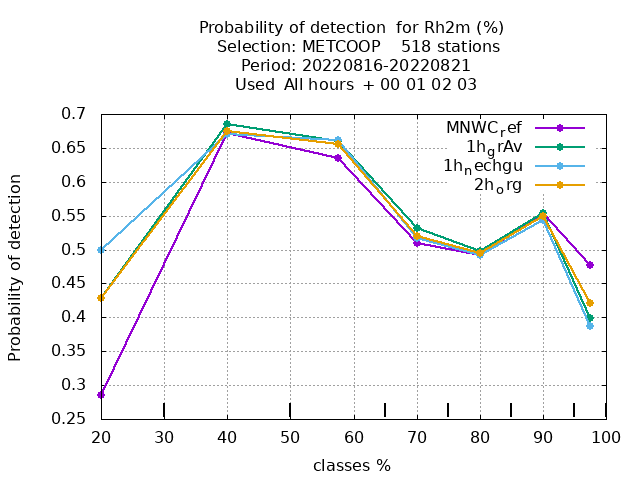 Probability of detection for Rh2m (%)
Selection: METCOOP 518 stations
Period: 20220816-20220821
Used All hours + 00 01 02 03
0.7
0.65
0.6
0.55
0.5
0.45
0.4
0.35
0.3
0.25
Probability of detection
MNWC_ref
1h_grAv
1h_nechgu
2h_org
20 30 40 50 60 70 80 90 100
classes %